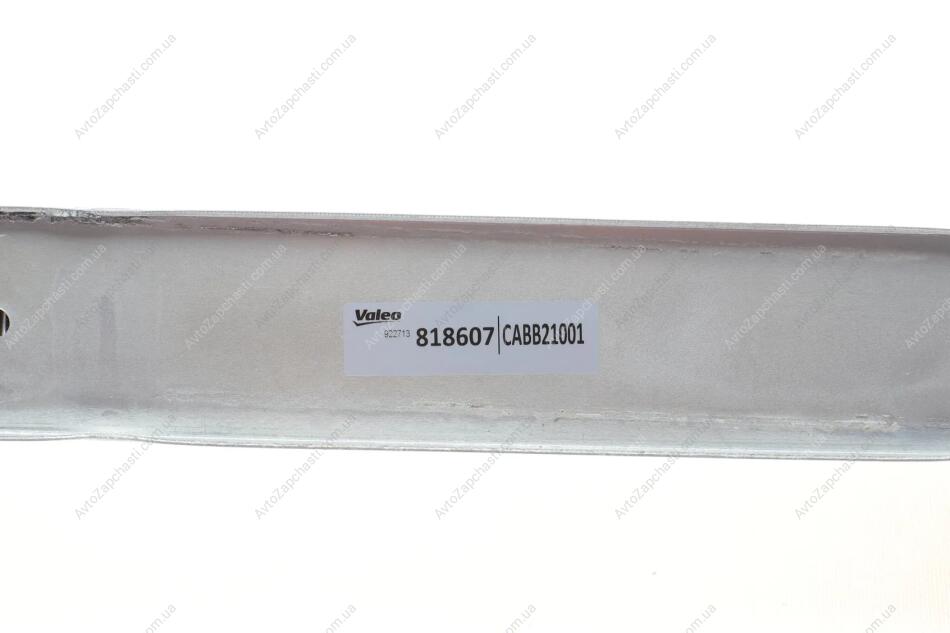 Valeo
922713 818607|CABB21001
AvtoZapchasti.com.ua